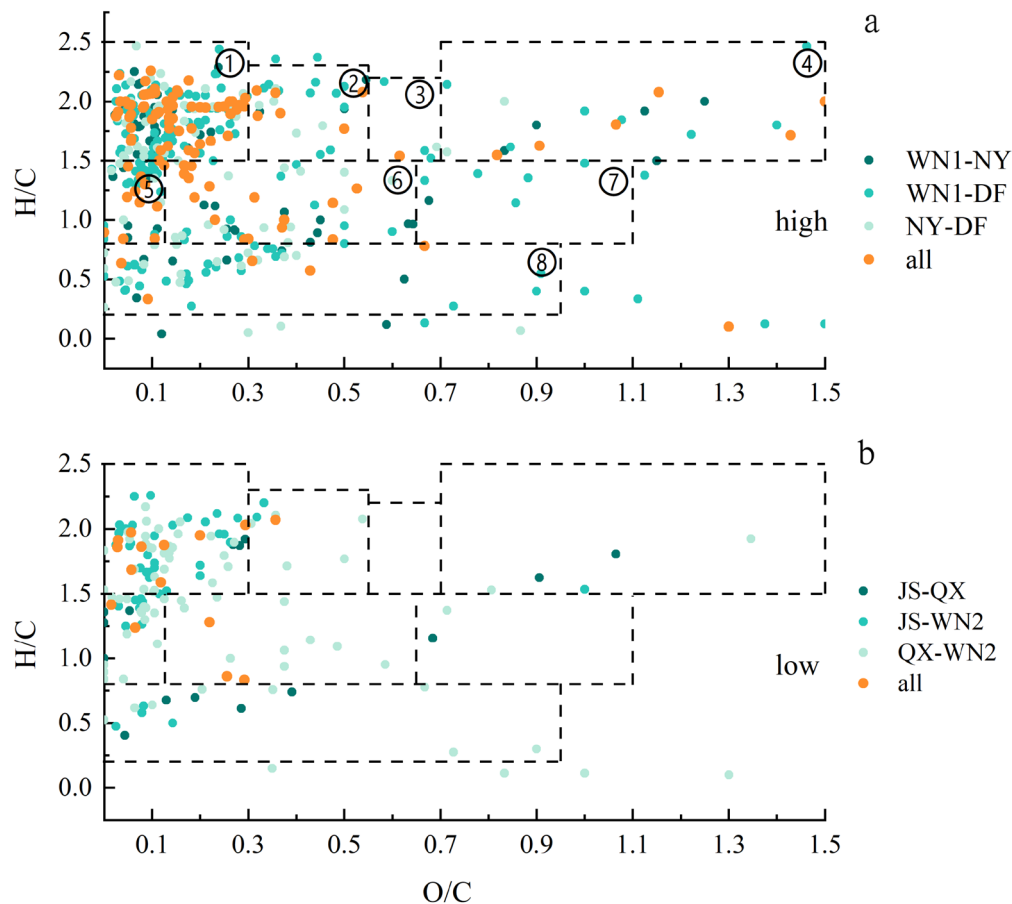 a
2.5
2.0
1.5
1.0
0.5
0.0
H/C
① ② ③ ④
⑤ ⑥ ⑦
⑧
high
WN1-NY
WN1-DF
NY-DF
all
0.1 0.3 0.5 0.7 0.9 1.1 1.3 1.5
b
2.5
2.0
1.5
1.0
0.5
0.0
H/C
low
JS-QX
JS-WN2
QX-WN2
all
0.1 0.3 0.5 0.7 0.9 1.1 1.3 1.5
O/C